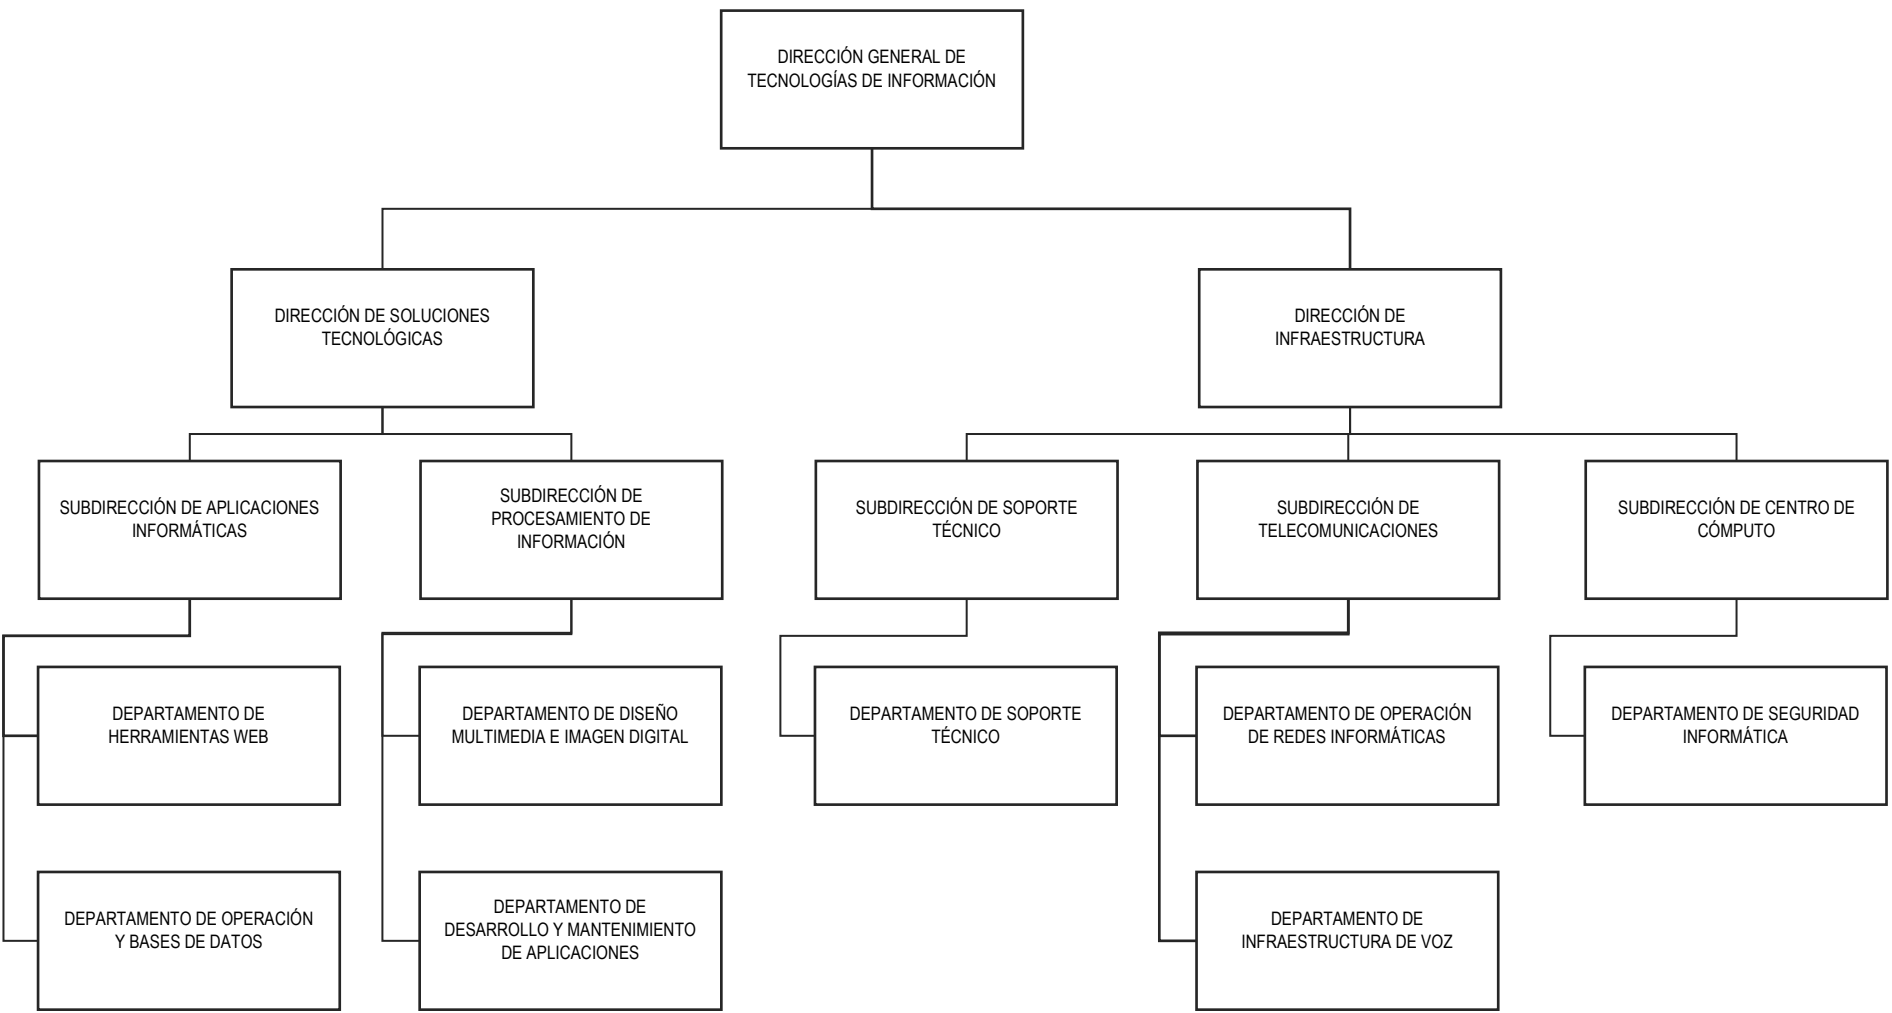 DIRECCIÓN GENERAL DE
TECNOLOGÍAS DE INFORMACIÓN
DIRECCIÓN DE SOLUCIONES
TECNOLÓGICAS
DIRECCIÓN DE
INFRAESTRUCTURA
SUBDIRECCIÓN DE APLICACIONES
INFORMÁTICAS
SUBDIRECCIÓN DE
PROCESAMIENTO DE
INFORMACIÓN
SUBDIRECCIÓN DE SOPORTE
TÉCNICO
SUBDIRECCIÓN DE
TELECOMUNICACIONES
SUBDIRECCIÓN DE CENTRO DE
CÓMPUTO
DEPARTAMENTO DE
HERRAMIENTAS WEB
DEPARTAMENTO DE DISEÑO
MULTIMEDIA E IMAGEN DIGITAL
DEPARTAMENTO DE SOPORTE
TÉCNICO
DEPARTAMENTO DE OPERACIÓN
DE REDES INFORMÁTICAS
DEPARTAMENTO DE SEGURIDAD
INFORMÁTICA
DEPARTAMENTO DE OPERACIÓN
Y BASES DE DATOS
DEPARTAMENTO DE
DESARROLLO Y MANTENIMIENTO
DE APLICACIONES
DEPARTAMENTO DE
INFRAESTRUCTURA DE VOZ